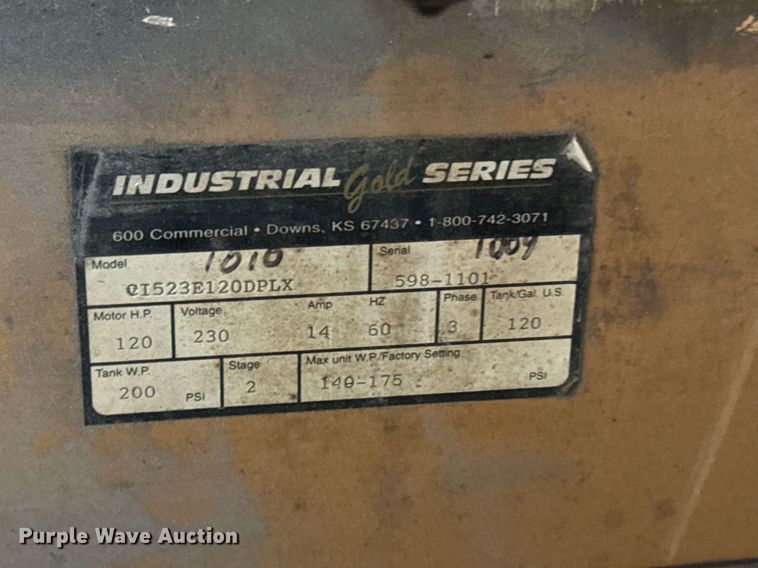 INDUSTRIAL Gold SERIES
600 Commercial • Downs, KS 67437 • 1-800-742-3071
Model 1010 Serial 1009
QI523E120DPLX 598-1101
Motor H.P. Voltage Amp HZ Phase Tank/Gal. U.S.
120 230 14 60 3 120
Tank W.P. Stage Max unit W.P./Factory Setting
200 PSI 2 140-175 PSI
Purple Wave Auction